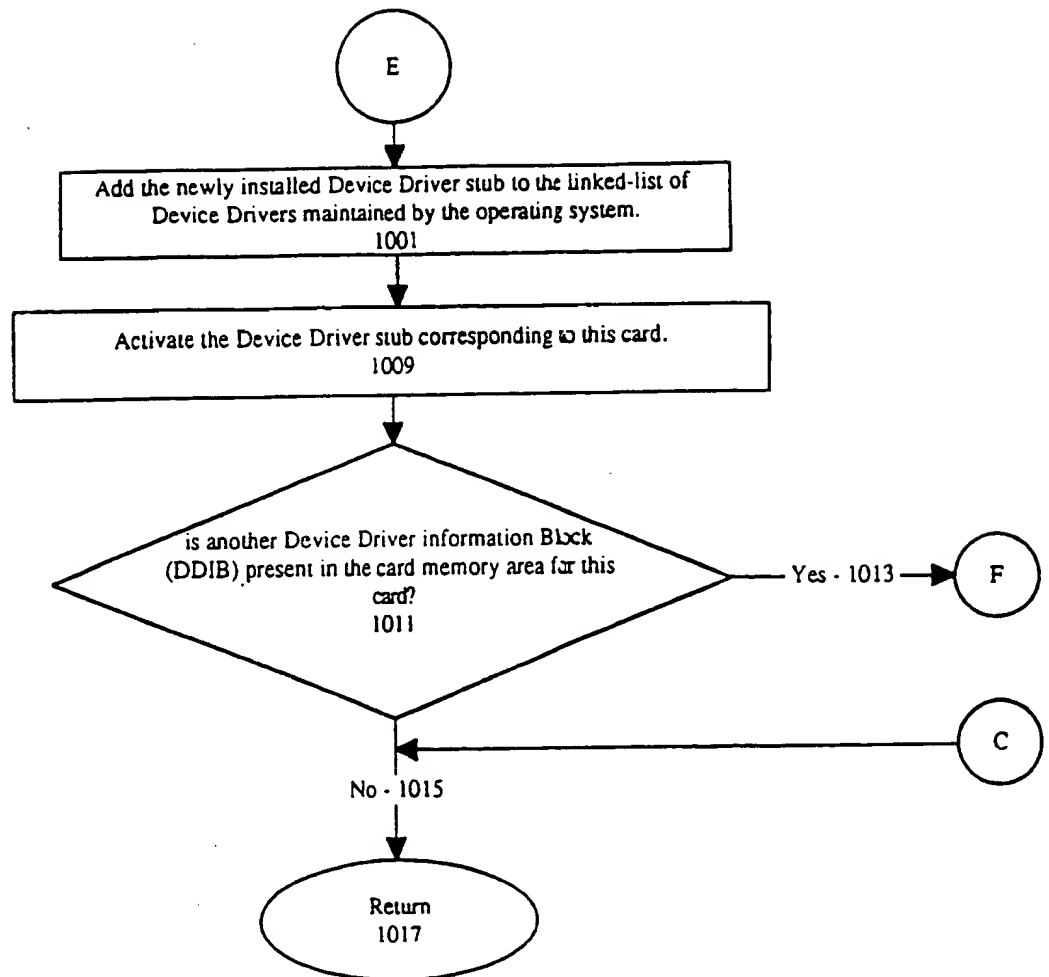 E
Add the newly installed Device Driver stub to the linked-list of
Device Drivers maintained by the operating system.
1001
Activate the Device Driver stub corresponding to this card.
1009
is another Device Driver information Block
(DDIB) present in the card memory area for this
card?
1011
Yes - 1013
F
C
No - 1015
Return
1017